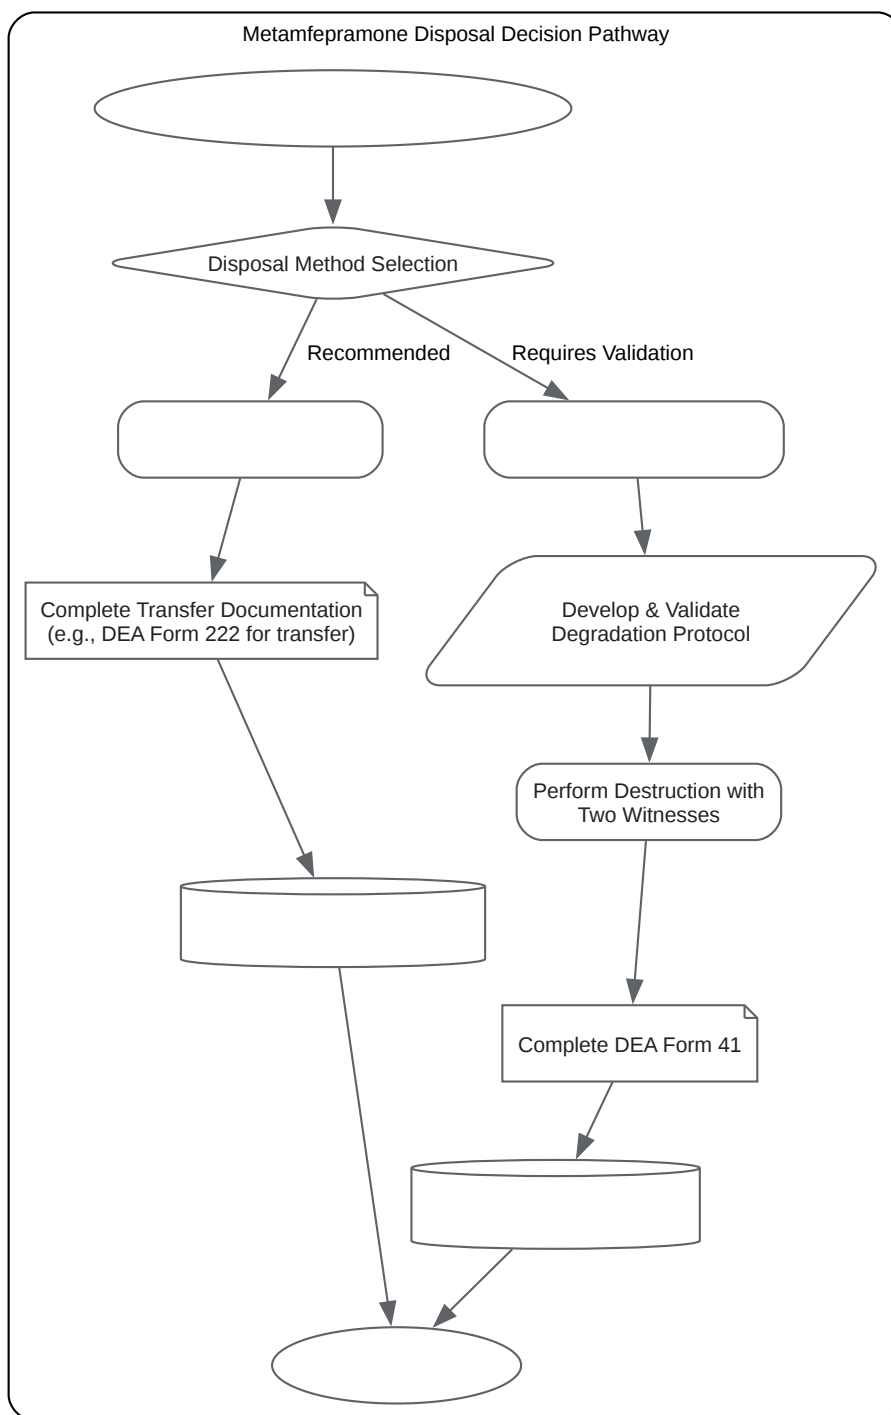 Metamfepramone Disposal Decision Pathway
Disposal Method Selection
Recommended
Requires Validation
Complete Transfer Documentation
(e.g., DEA Form 222 for transfer)
Develop & Validate
Degradation Protocol
Perform Destruction with
Two Witnesses
Complete DEA Form 41